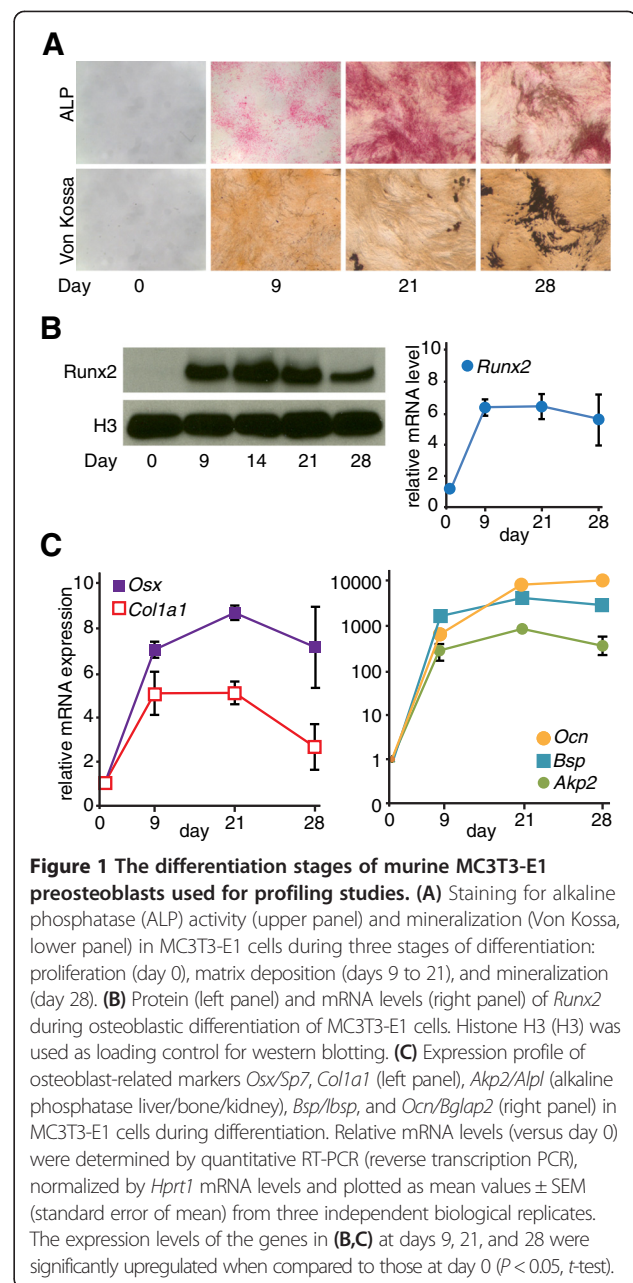 A
ALP
Von Kossa
Day 0 9 21 28
B
Runx2
H3
Day 0 9 14 21 28
relative mRNA level
10
8
6
4
2
0
Runx2
0 9 21 28
day
C
relative mRNA expression
10
8
6
4
2
0
Osx
Col1a1
0 9 21 28
day
10000
1000
100
10
1
0
Ocn
Bsp
Akp2
0 9 21 28
day
Figure 1 The differentiation stages of murine MC3T3-E1
preosteoblasts used for profiling studies. (A) Staining for alkaline
phosphatase (ALP) activity (upper panel) and mineralization (Von Kossa,
lower panel) in MC3T3-E1 cells during three stages of differentiation:
proliferation (day 0), matrix deposition (days 9 to 21), and mineralization
(day 28). (B) Protein (left panel) and mRNA levels (right panel) of Runx2
during osteoblastic differentiation of MC3T3-E1 cells. Histone H3 (H3) was
used as loading control for western blotting. (C) Expression profile of
osteoblast-related markers Osx/Sp7, Col1a1 (left panel), Akp2/Alpl (alkaline
phosphatase liver/bone/kidney), Bsp/Ibsp, and Ocn/Bglap2 (right panel) in
MC3T3-E1 cells during differentiation. Relative mRNA levels (versus day 0)
were determined by quantitative RT-PCR (reverse transcription PCR),
normalized by Hprt1 mRNA levels and plotted as mean values ± SEM
(standard error of mean) from three independent biological replicates.
The expression levels of the genes in (B,C) at days 9, 21, and 28 were
significantly upregulated when compared to those at day 0 (P < 0.05, t-test).